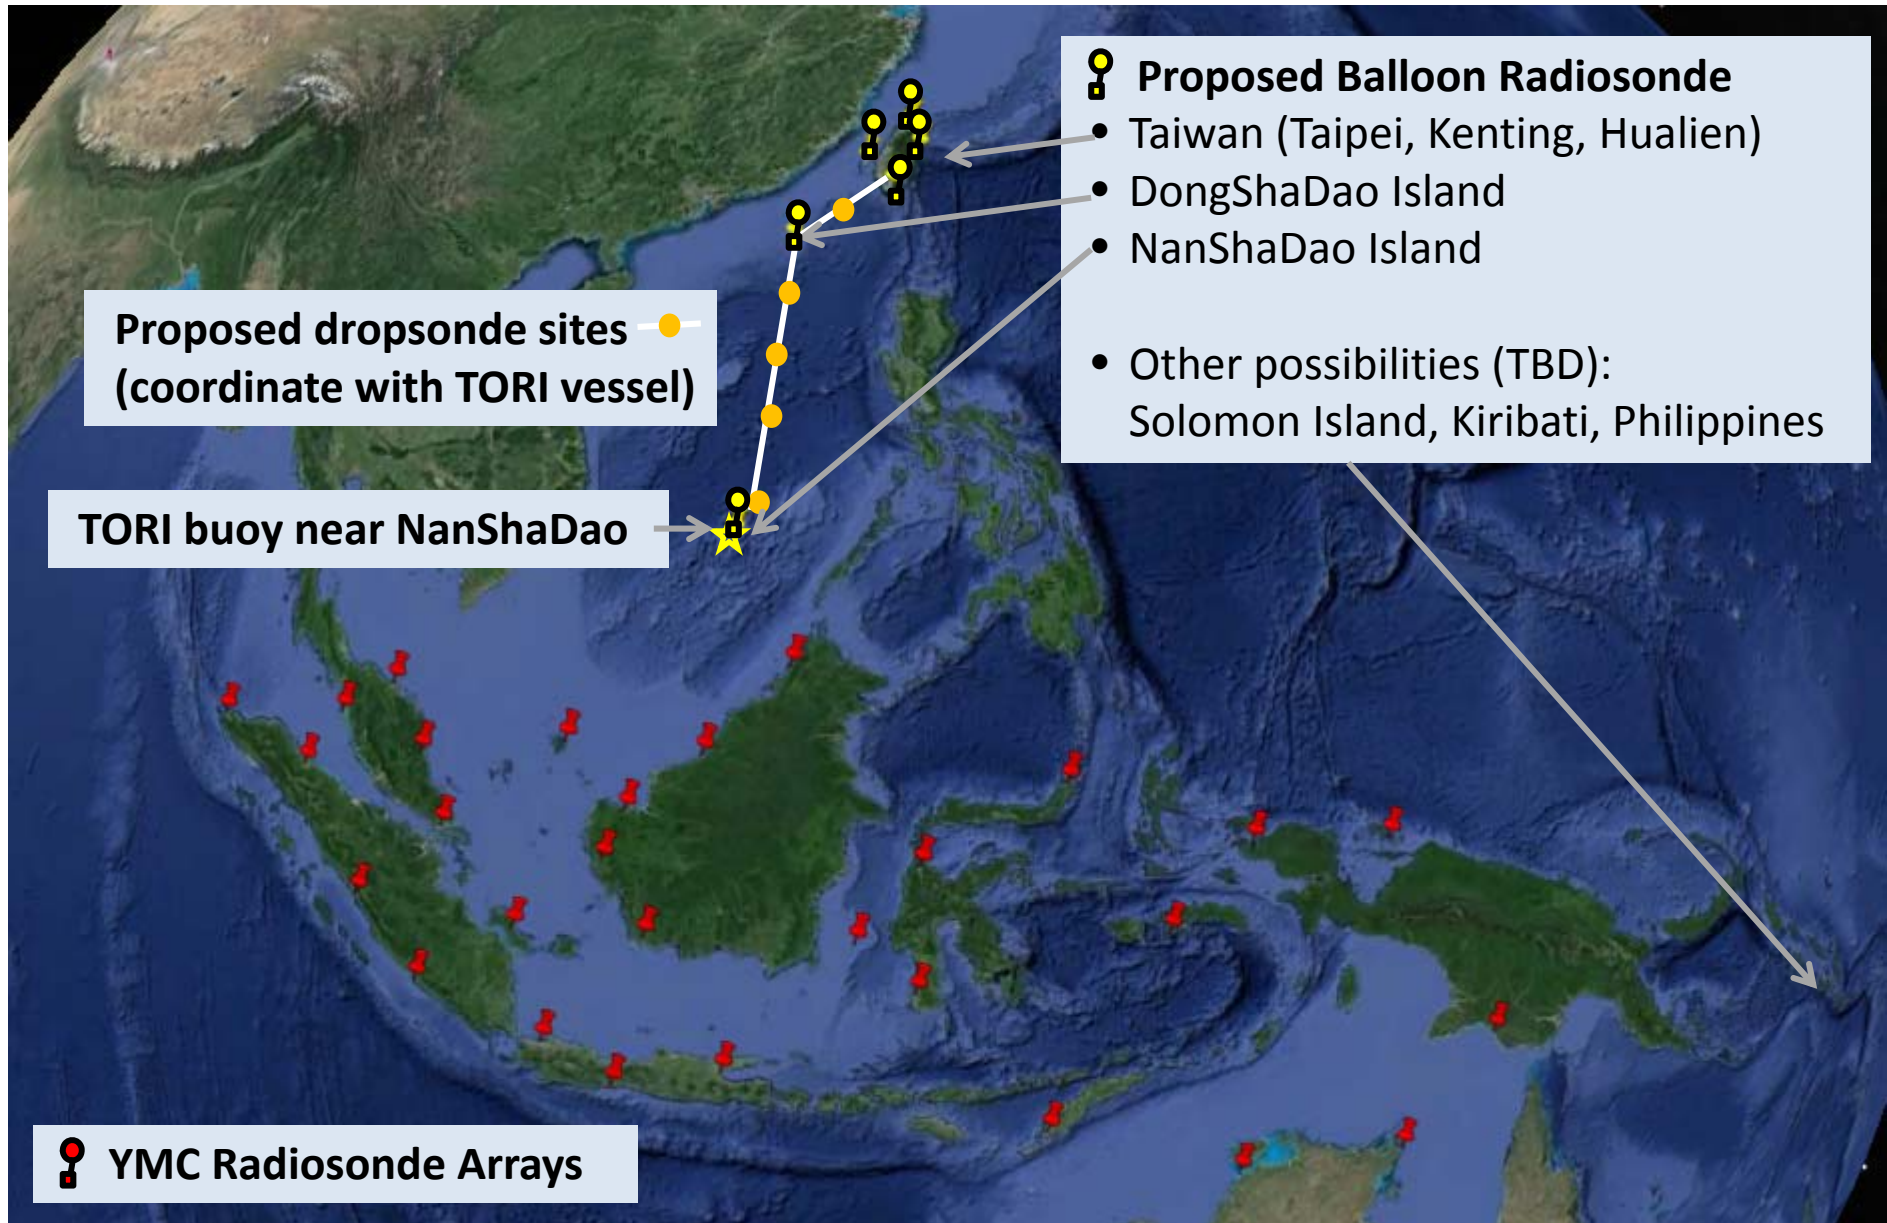 Proposed Balloon Radiosonde
• Taiwan (Taipei, Kenting, Hualien)
• DongShaDao Island
• NanShaDao Island
• Other possibilities (TBD):
Solomon Island, Kiribati, Philippines
Proposed dropsonde sites
(coordinate with TORI vessel)
TORI buoy near NanShaDao
YMC Radiosonde Arrays